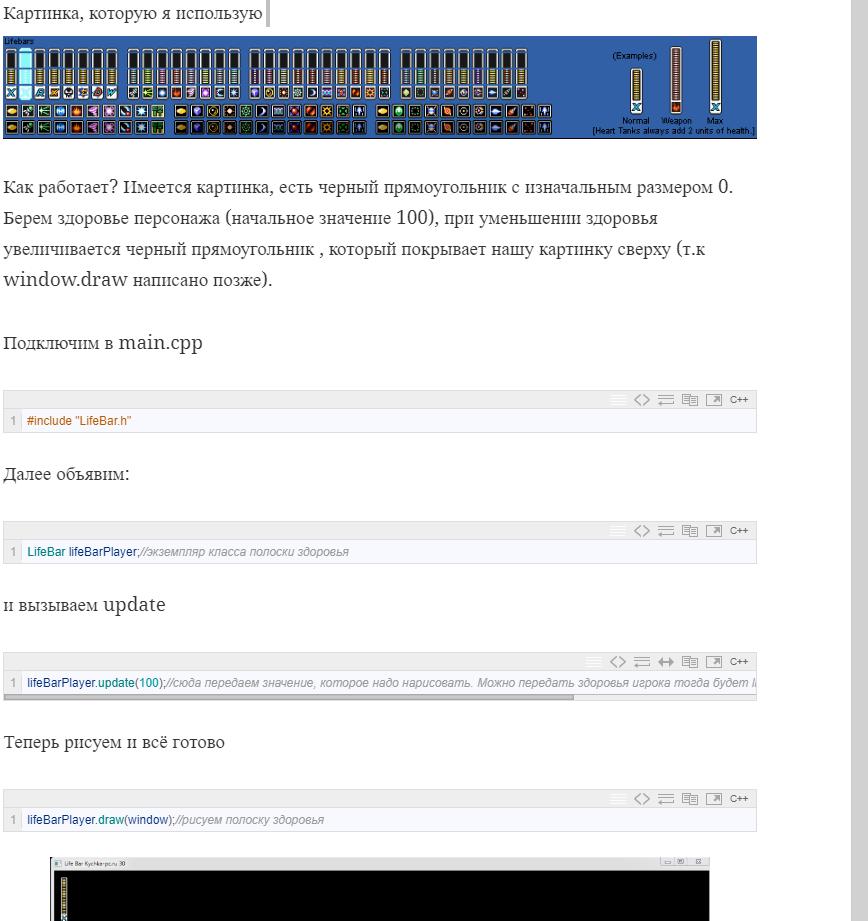 Картинка, которую я использую
Lifebars
(Examples)
Normal Weapon Max
[Heart Tanks always add 2 units of health.]
Как работает? Имеется картинка, есть черный прямоугольник с изначальным размером 0.
Берем здоровье персонажа (начальное значение 100), при уменьшении здоровья
увеличивается черный прямоугольник , который покрывает нашу картинку сверху (т.к
window.draw написано позже).
Подключим в main.cpp
C++
1 #include "LifeBar.h"
Далее объявим:
C++
1 LifeBar lifeBarPlayer;//экземпляр класса полоски здоровья
и вызываем update
C++
1 lifeBarPlayer.update(100);//сюда передаем значение, которое надо нарисовать. Можно передать здоровья игрока тогда будет
Теперь рисуем и всё готово
C++
1 lifeBarPlayer.draw(window);//рисуем полоску здоровья
Life Bar Kychka-pc.ru 30